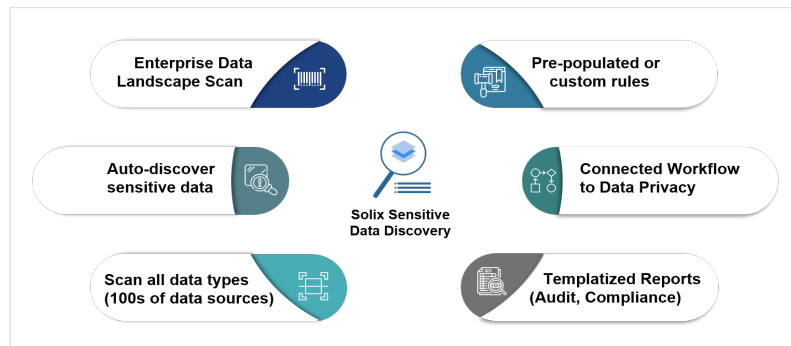 Enterprise Data
Landscape Scan
Pre-populated or
custom rules
Auto-discover
sensitive data
Solix Sensitive
Data Discovery
Connected Workflow
to Data Privacy
Scan all data types
(100s of data sources)
Templatized Reports
(Audit, Compliance)